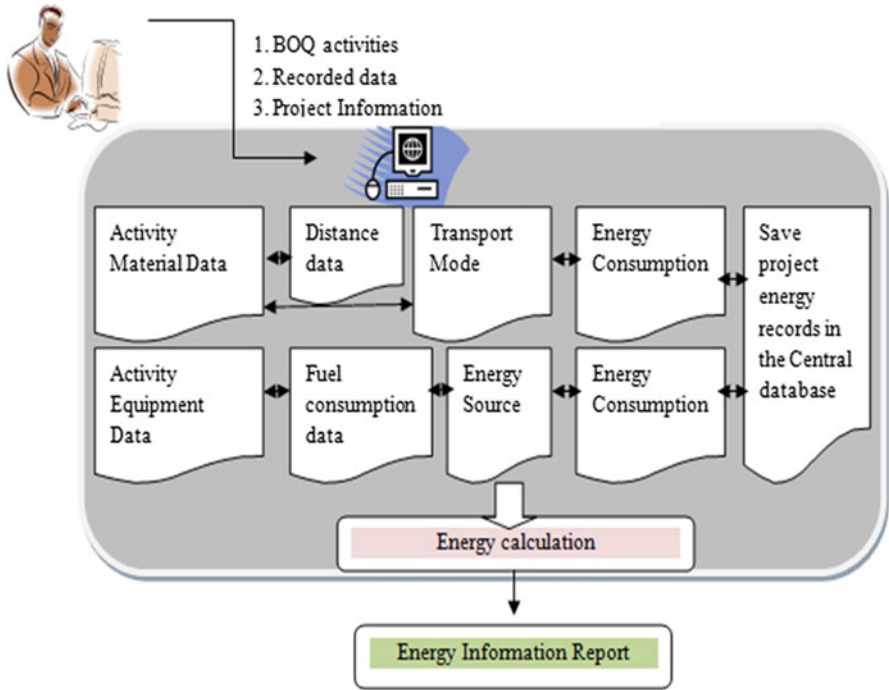 1. BOQ activities
2. Recorded data
3. Project Information
Activity
Material Data
Distance
data
Transport
Mode
Energy
Consumption
Save
project
energy
records in
the Central
database
Activity
Equipment
Data
Fuel
consumption
data
Energy
Source
Energy
Consumption
Energy calculation
Energy Information Report